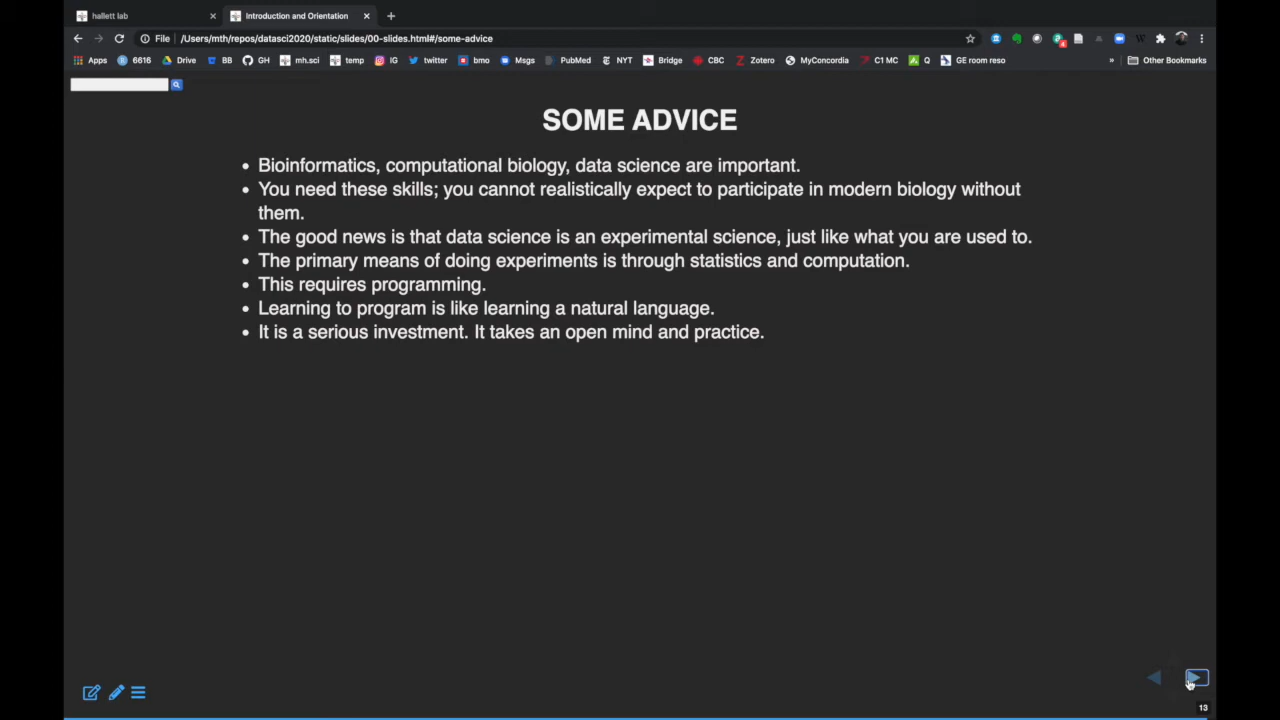 hallett lab
Introduction and Orientation
File /Users/mth/repos/datasci2020/static/slides/00-slides.html#/some-advice
Apps 6616 Drive BB GH mh.sci temp IG twitter bmo Msgs PubMed NYT Bridge CBC Zotero MyConcordia C1 MC Q GE room reso » Other Bookmarks
SOME ADVICE
• Bioinformatics, computational biology, data science are important.
• You need these skills; you cannot realistically expect to participate in modern biology without
them.
• The good news is that data science is an experimental science, just like what you are used to.
• The primary means of doing experiments is through statistics and computation.
• This requires programming.
• Learning to program is like learning a natural language.
• It is a serious investment. It takes an open mind and practice.
13